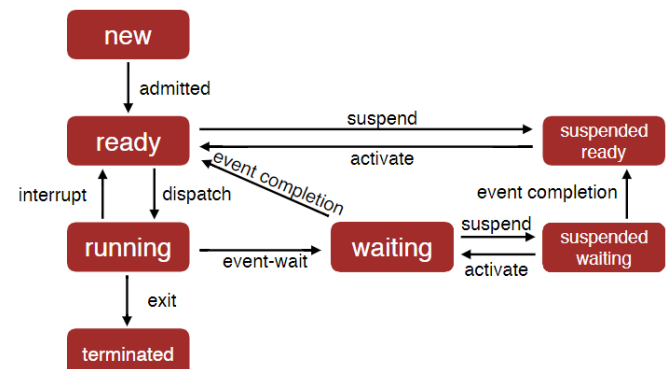 new
admitted
suspend
ready
suspended
ready
activate
event completion
interrupt
dispatch
event completion
suspend
running
waiting
suspended
waiting
event-wait
activate
exit
terminated